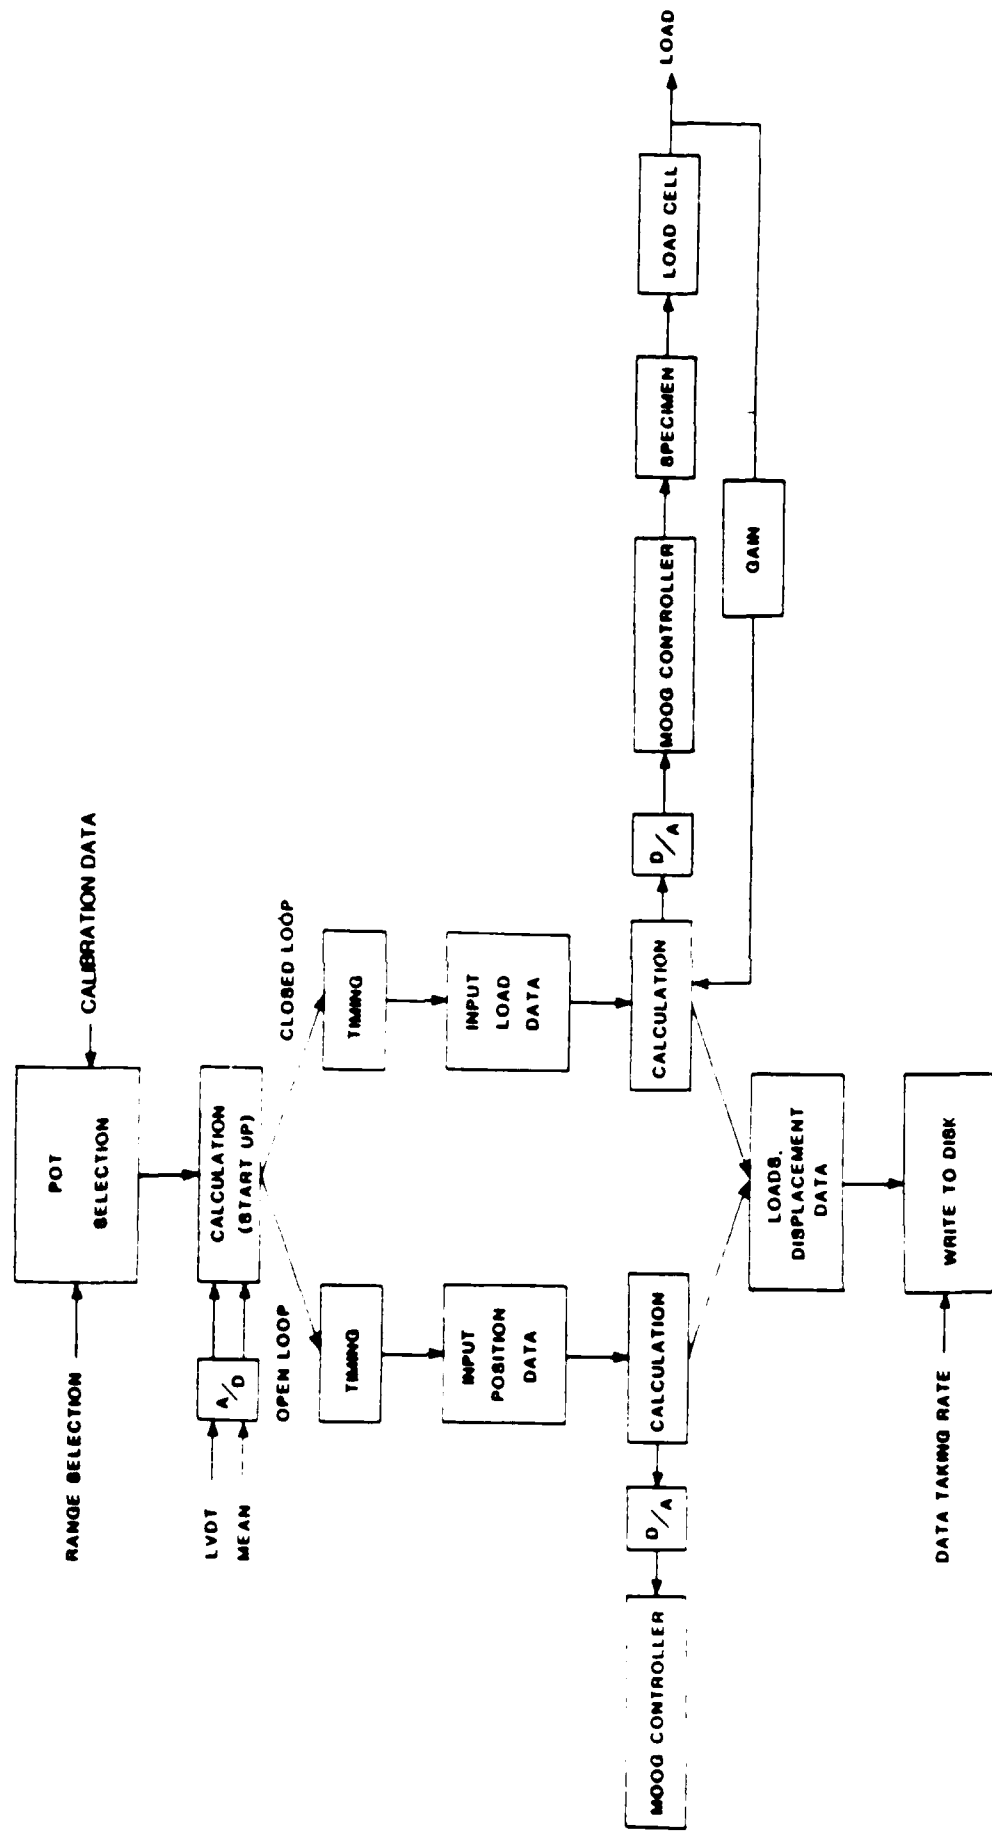 RANGE SELECTION
POT
SELECTION
CALIBRATION DATA
LVDT
MEAN
A/D
CALCULATION
(START UP)
OPEN LOOP
CLOSED LOOP
TIMING
TIMING
INPUT
POSITION
DATA
INPUT
LOAD
DATA
MOOG CONTROLLER
D/A
CALCULATION
CALCULATION
D/A
MOOG CONTROLLER
SPECIMEN
LOAD CELL
LOAD
GAIN
LOADS.
DISPLACEMENT
DATA
DATA TAKING RATE
WRITE TO DISK